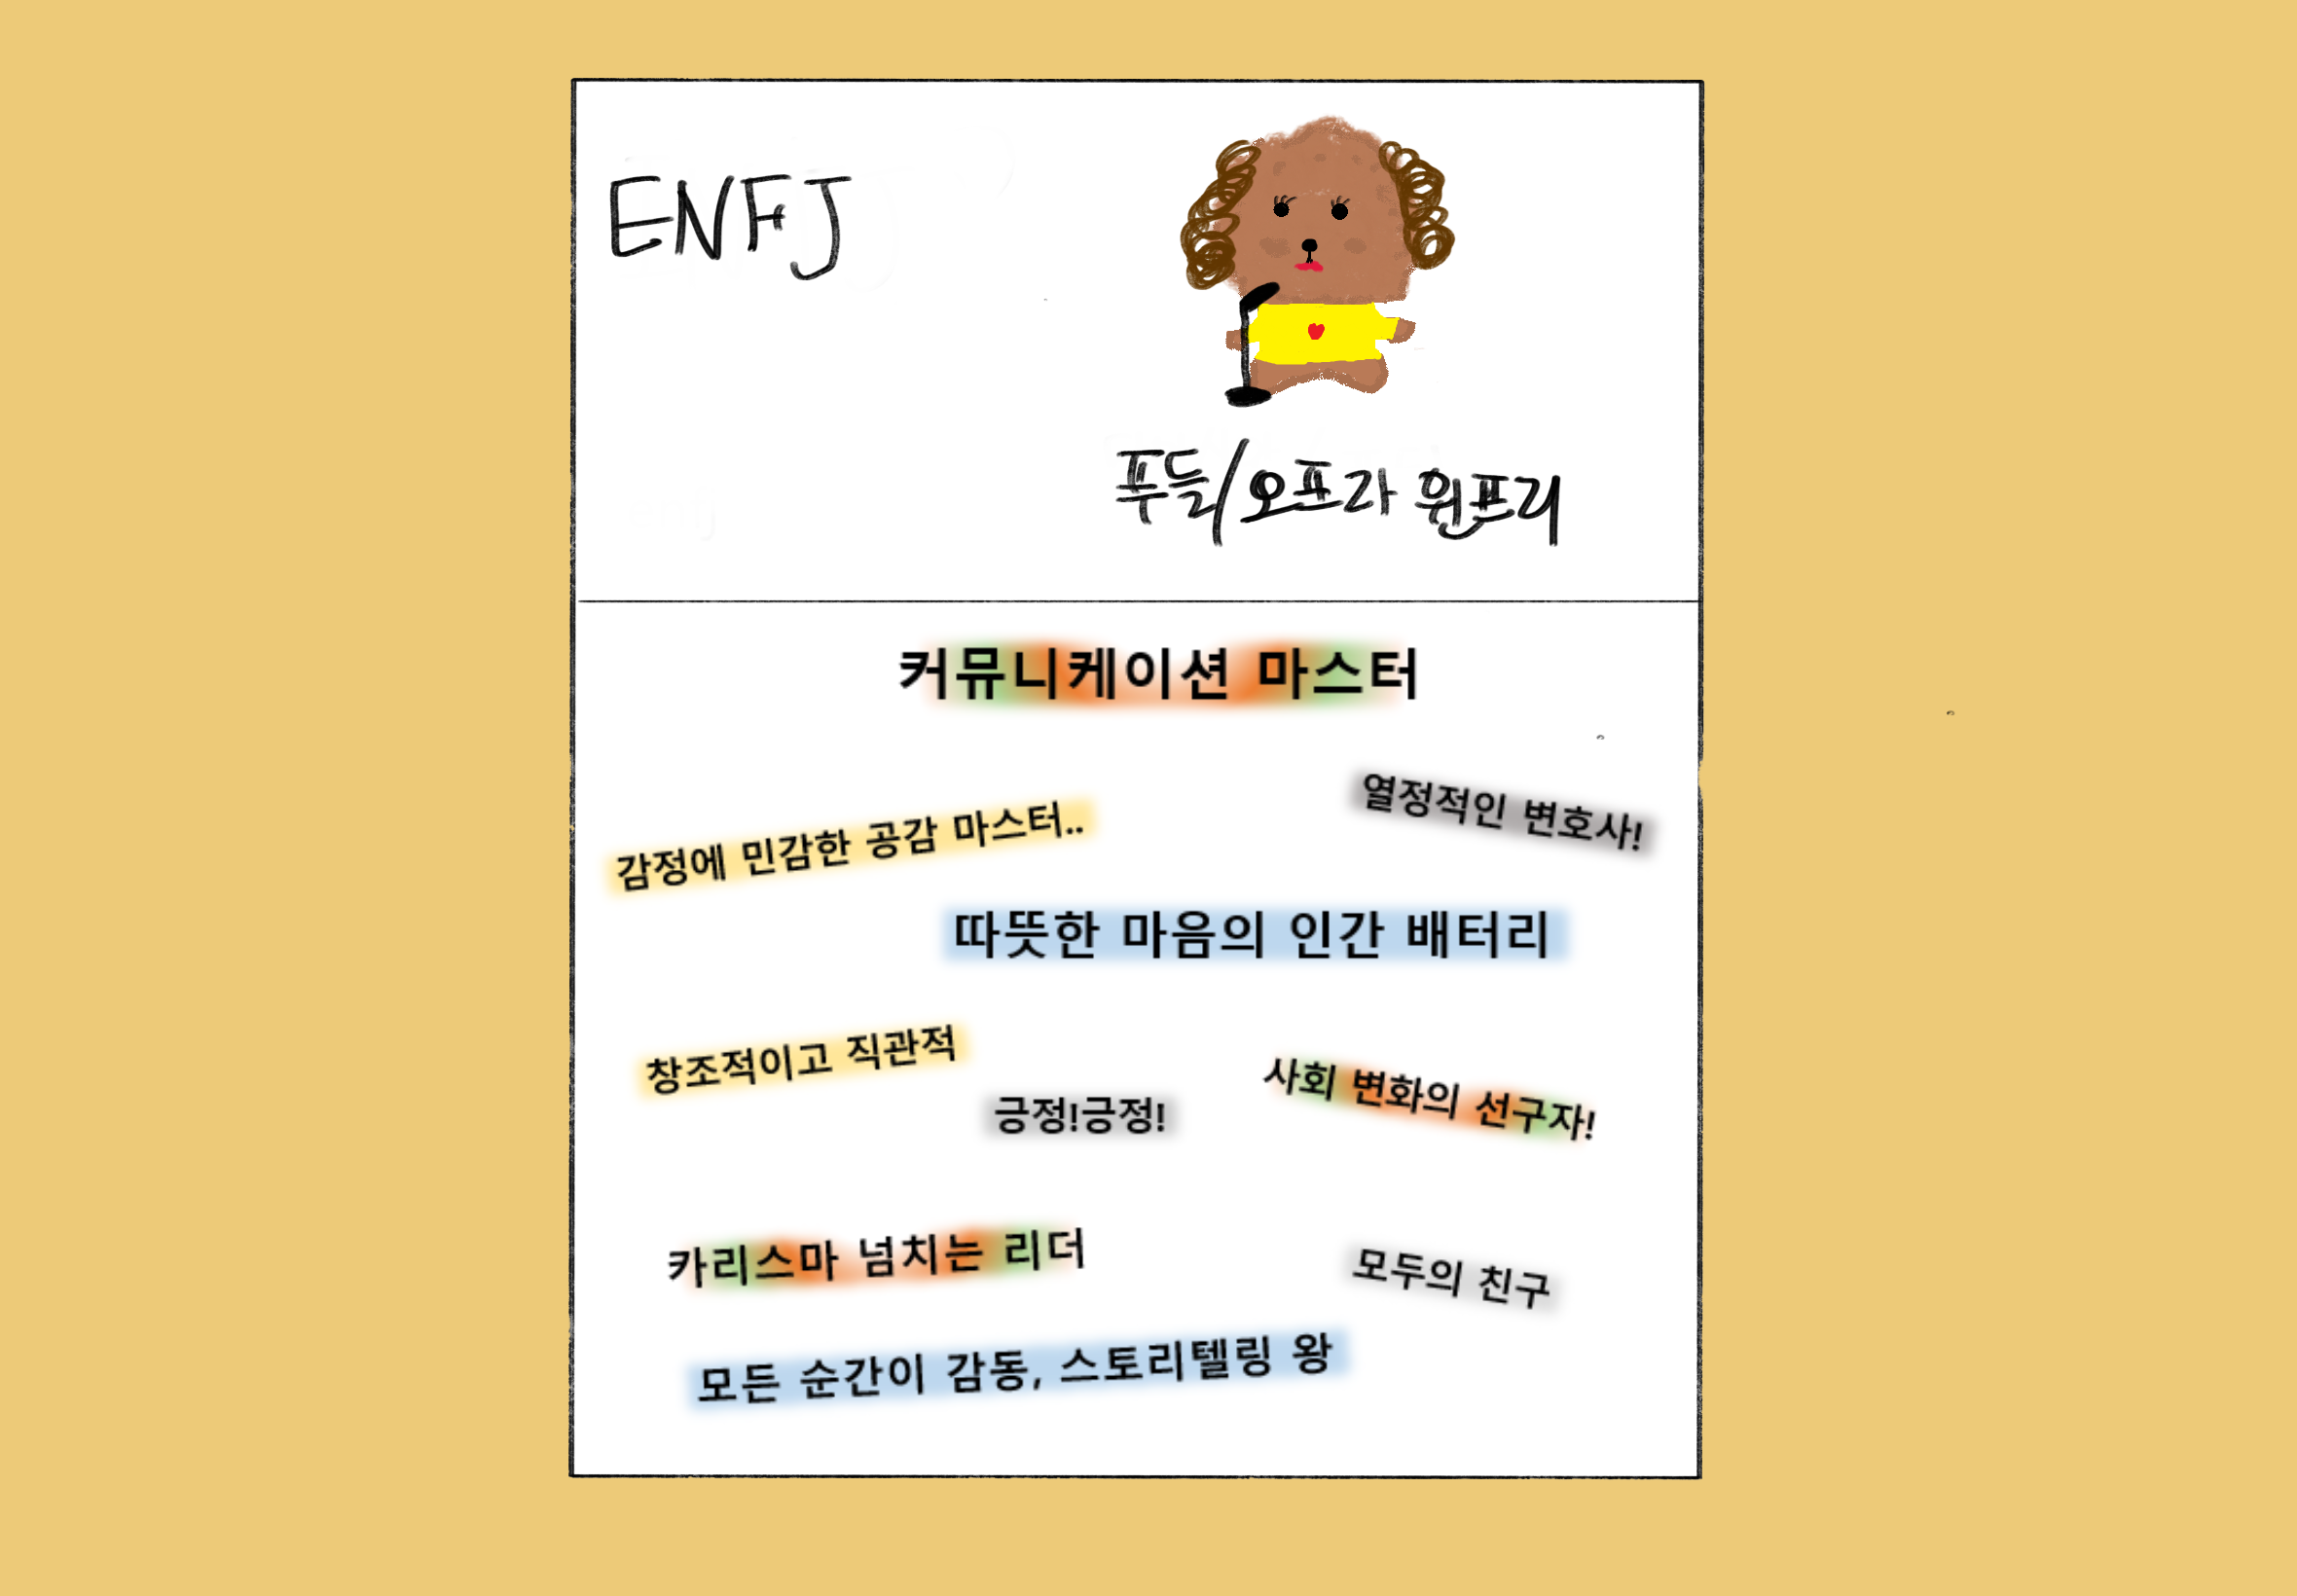 ENFJ
푸들/오프라 윈프리
커뮤니케이션 마스터
감정에 민감한 공감 마스터..
열정적인 변호사!
따뜻한 마음의 인간 배터리
창조적이고 직관적
긍정!긍정!
사회 변화의 선구자!
카리스마 넘치는 리더
모두의 친구
모든 순간이 감동, 스토리텔링 왕